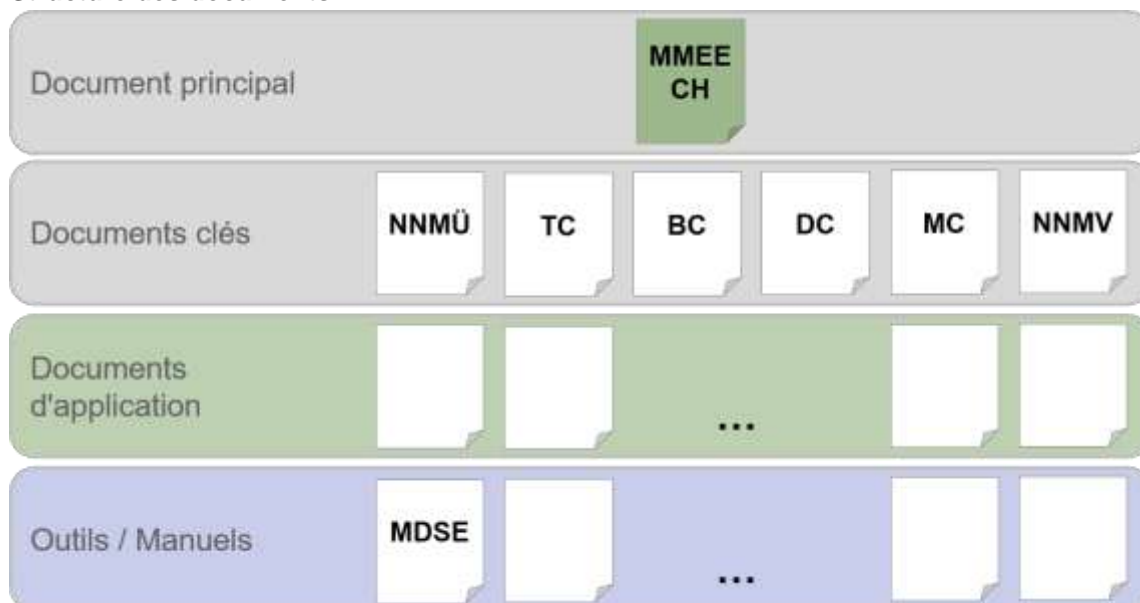 Document principal
MMEE
CH
Documents clés
NNMÜ
TC
BC
DC
MC
NNMV
Documents
d'application
...
Outils / Manuels
MDSE
...